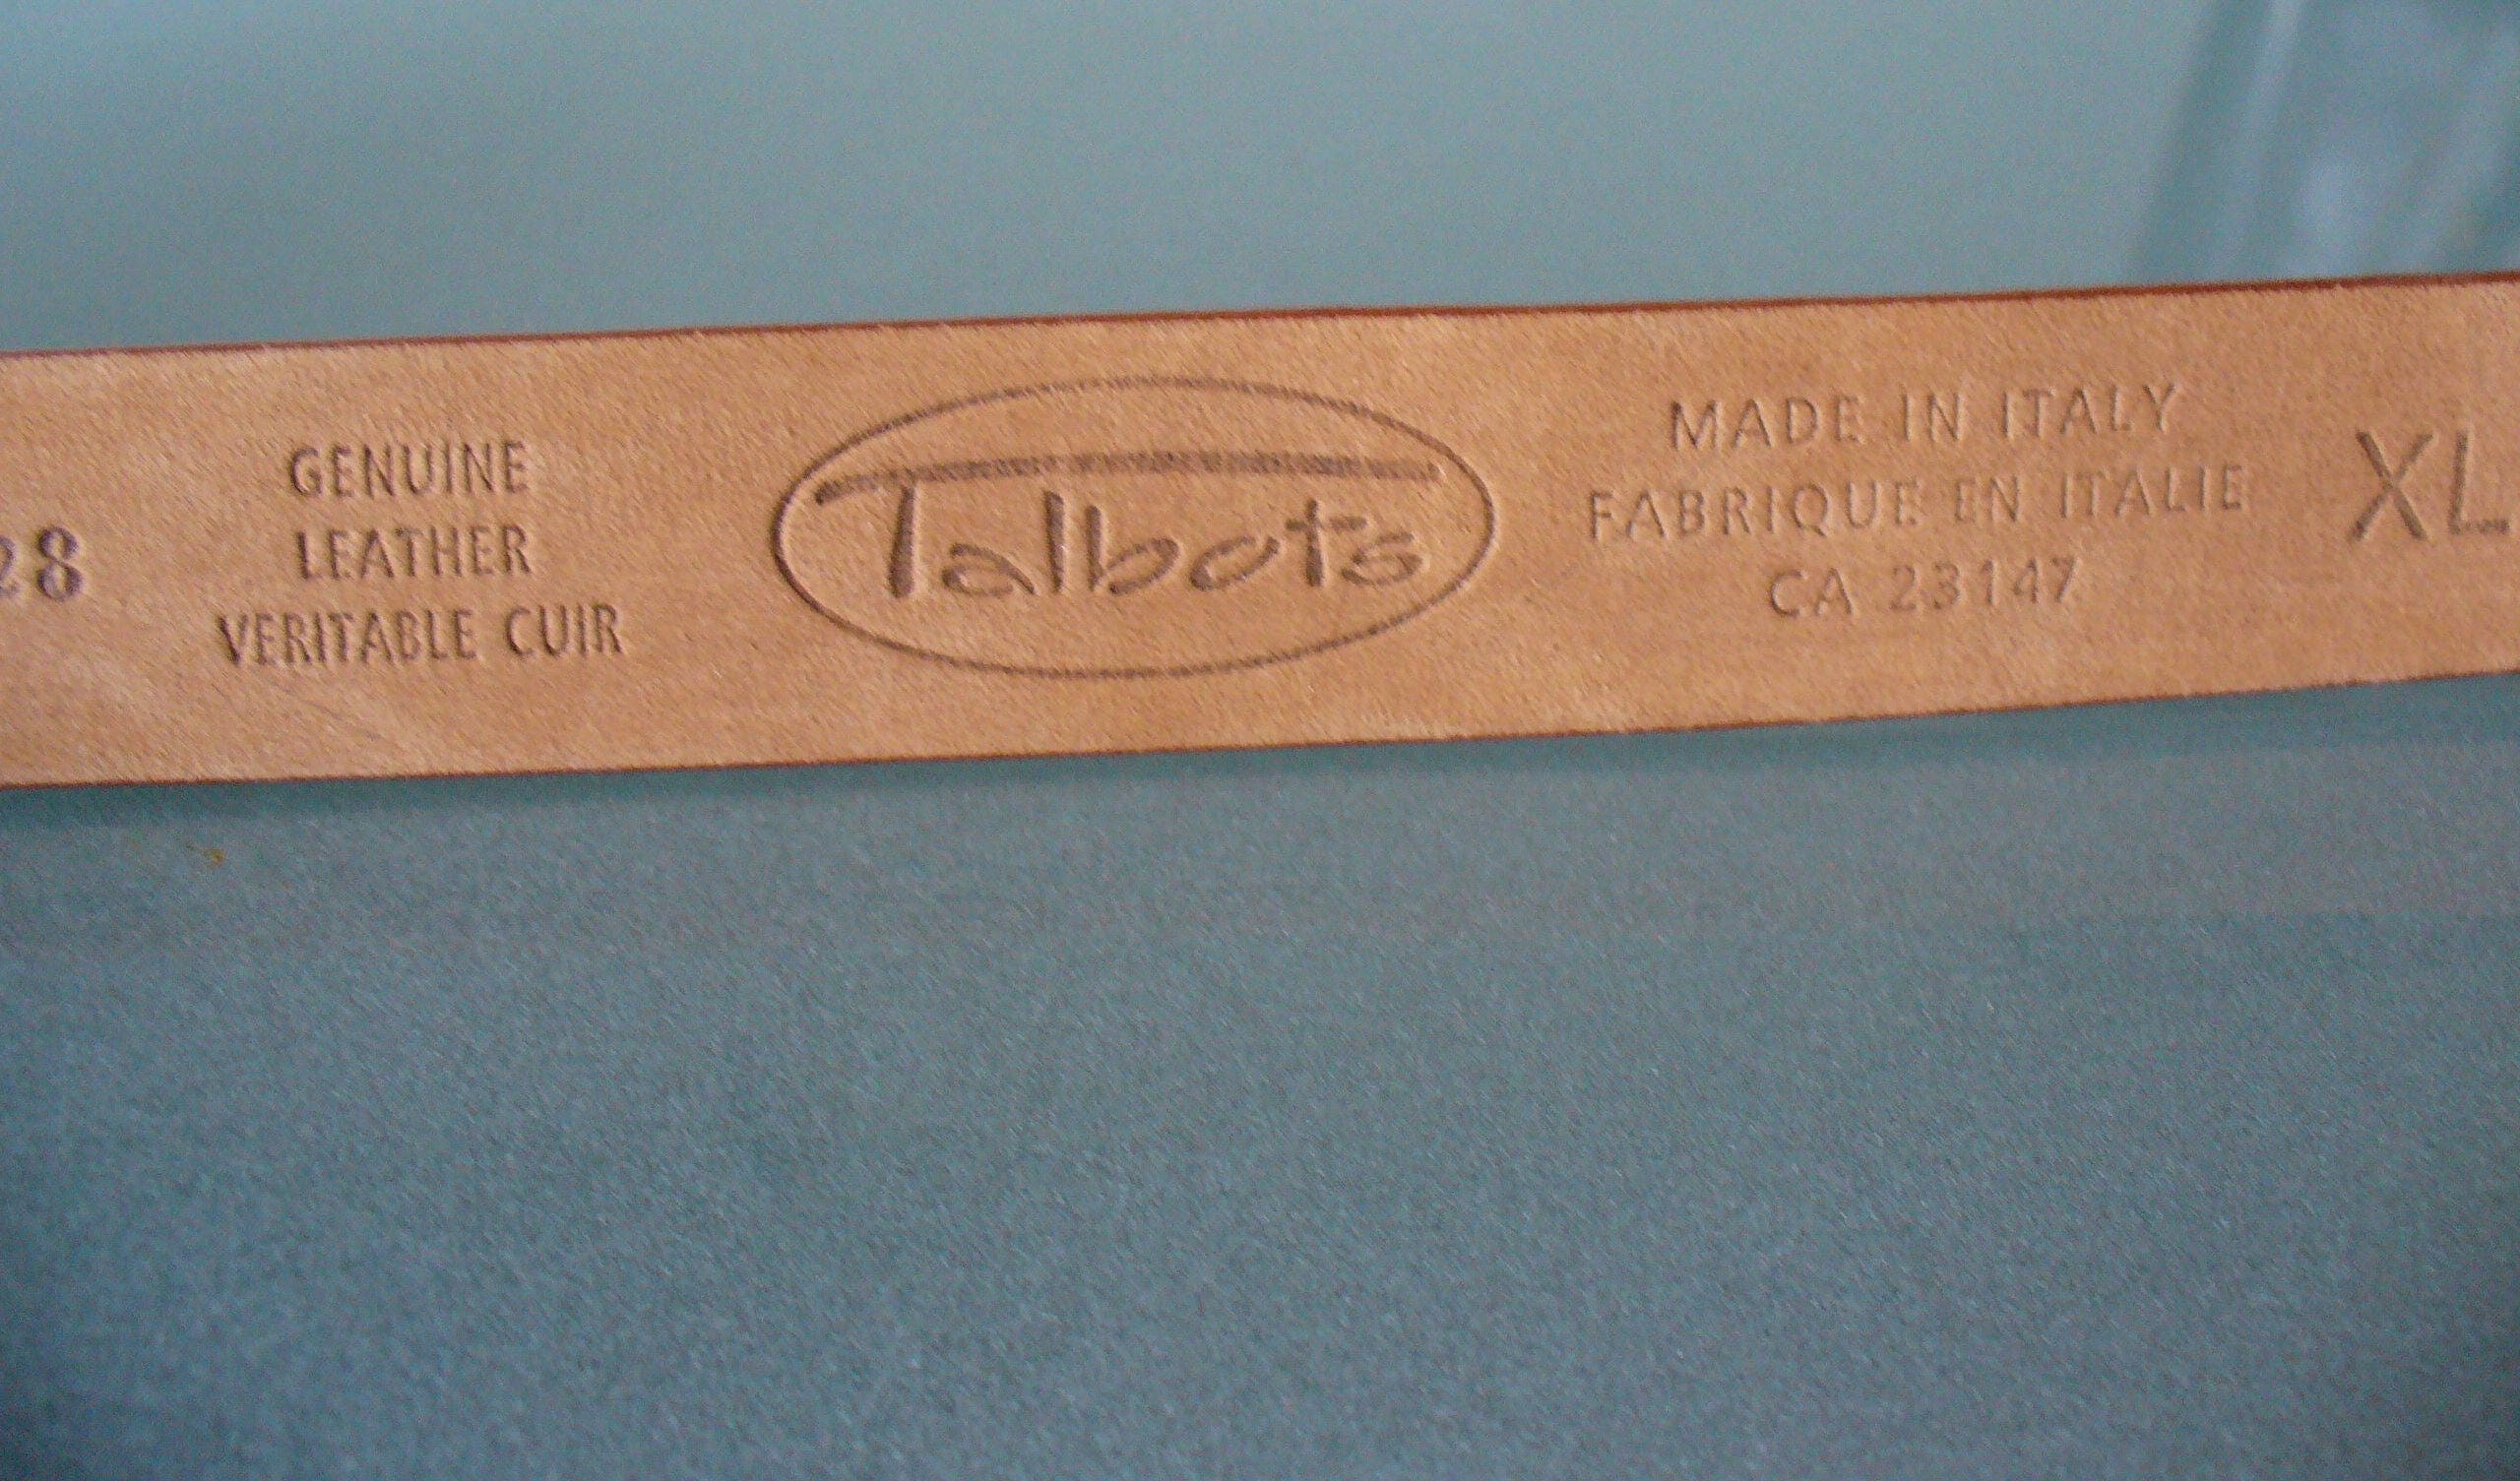 28
GENUINE
LEATHER
VERITABLE CUIR
Talbots
MADE IN ITALY
FABRIQUE EN ITALIE
CA 23147
XL